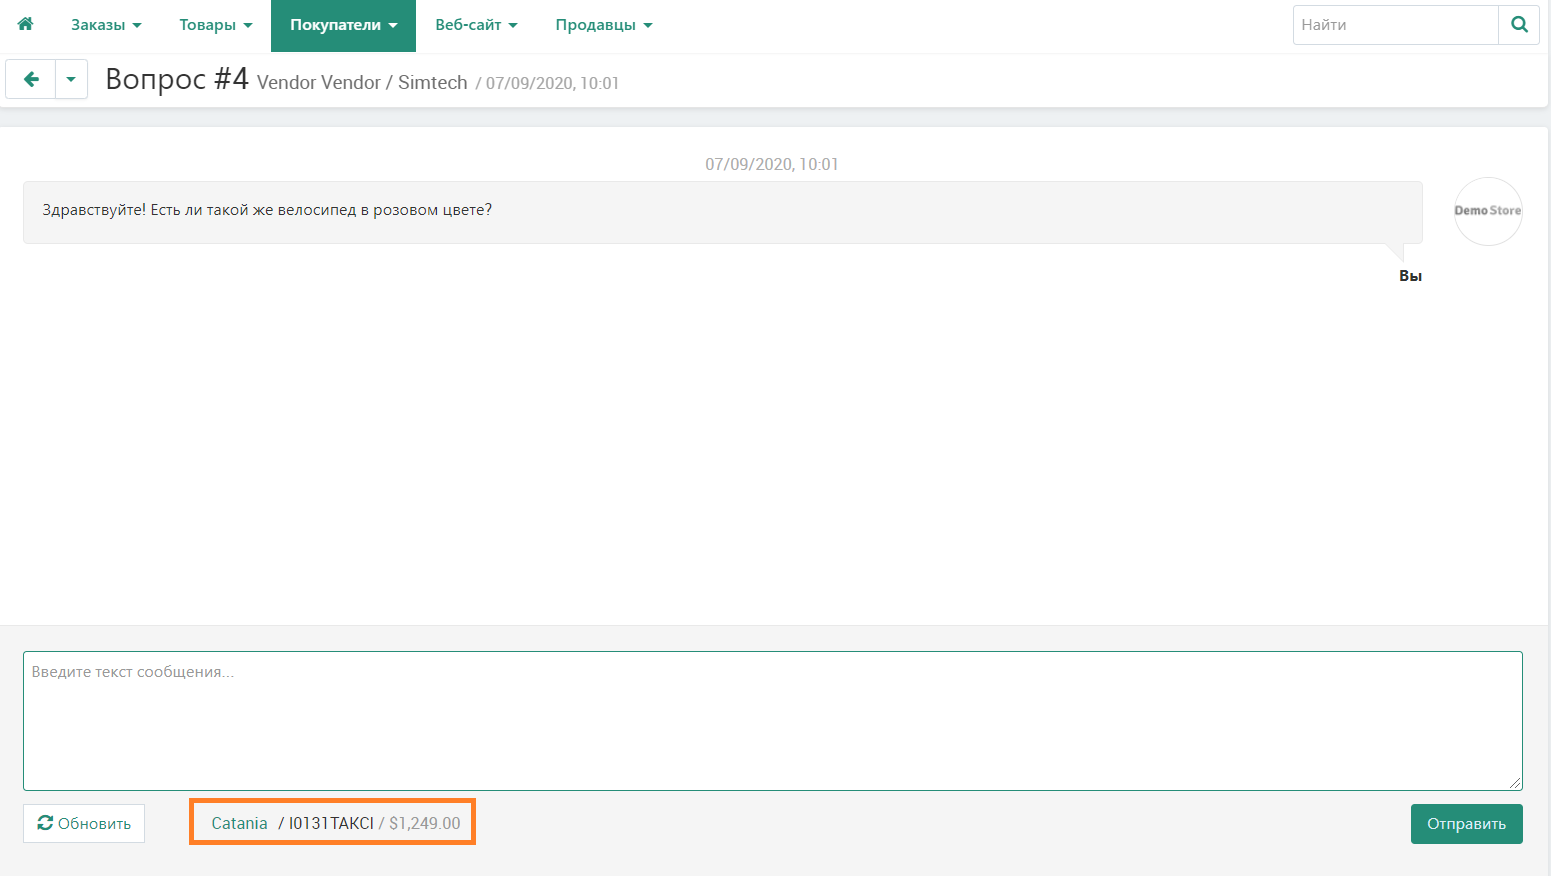 Заказы Товары Покупатели Веб-сайт Продавцы Найти
Вопрос #4 Vendor Vendor / Simtech / 07/09/2020, 10:01
07/09/2020, 10:01
Здравствуйте! Есть ли такой же велосипед в розовом цвете?
Demo Store
Вы
Введите текст сообщения...
Обновить Catania / I0131TAKCI / $1,249.00 Отправить